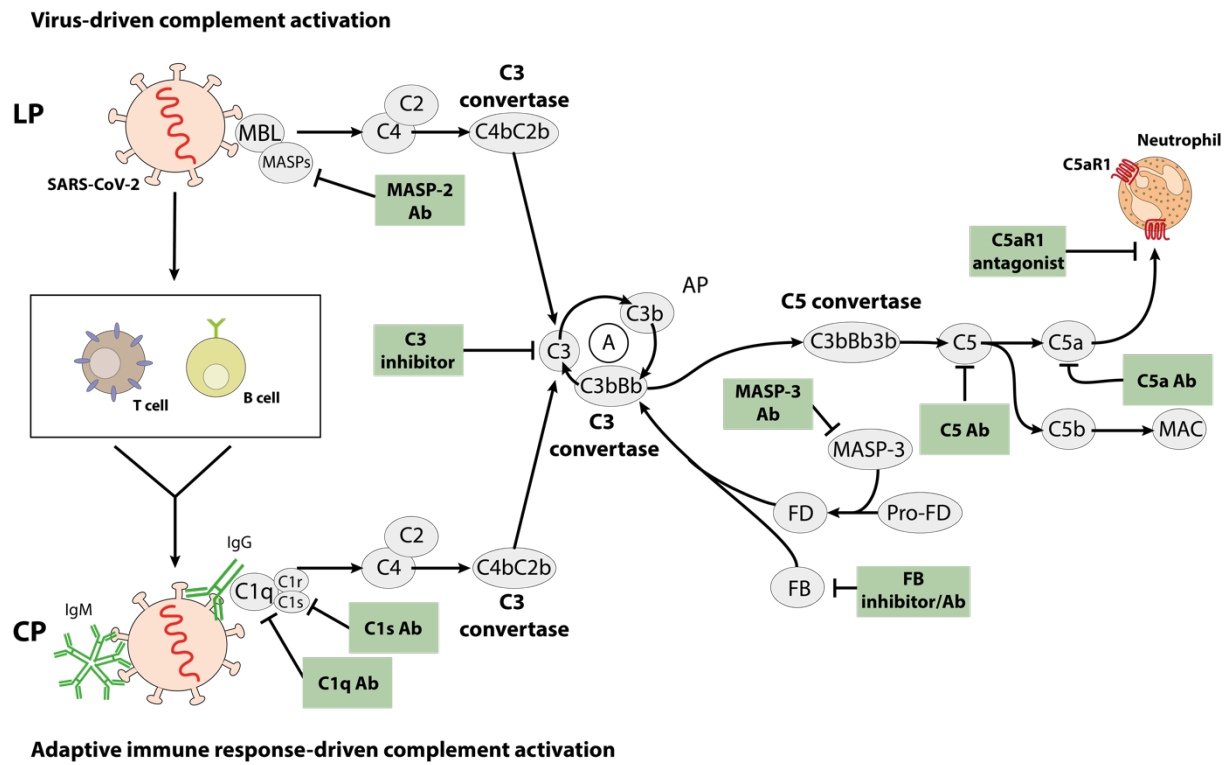 Virus-driven complement activation
LP
SARS-CoV-2
MBL
MASPs
C2
C4
C3
convertase
C4bC2b
MASP-2
Ab
T cell
B cell
C3
inhibitor
C3
C3b
A
AP
C3bBb
C3
convertase
C5 convertase
C3bBb3b
C5
C5a
C5b
MAC
C5aR1
Neutrophil
C5aR1
antagonist
C5a Ab
C5 Ab
MASP-3
Ab
MASP-3
FD
Pro-FD
FB
FB
inhibitor/Ab
CP
IgM
IgG
C1q
C1r
C1s
C2
C4
C4bC2b
C3
convertase
C1s Ab
C1q Ab
Adaptive immune response-driven complement activation